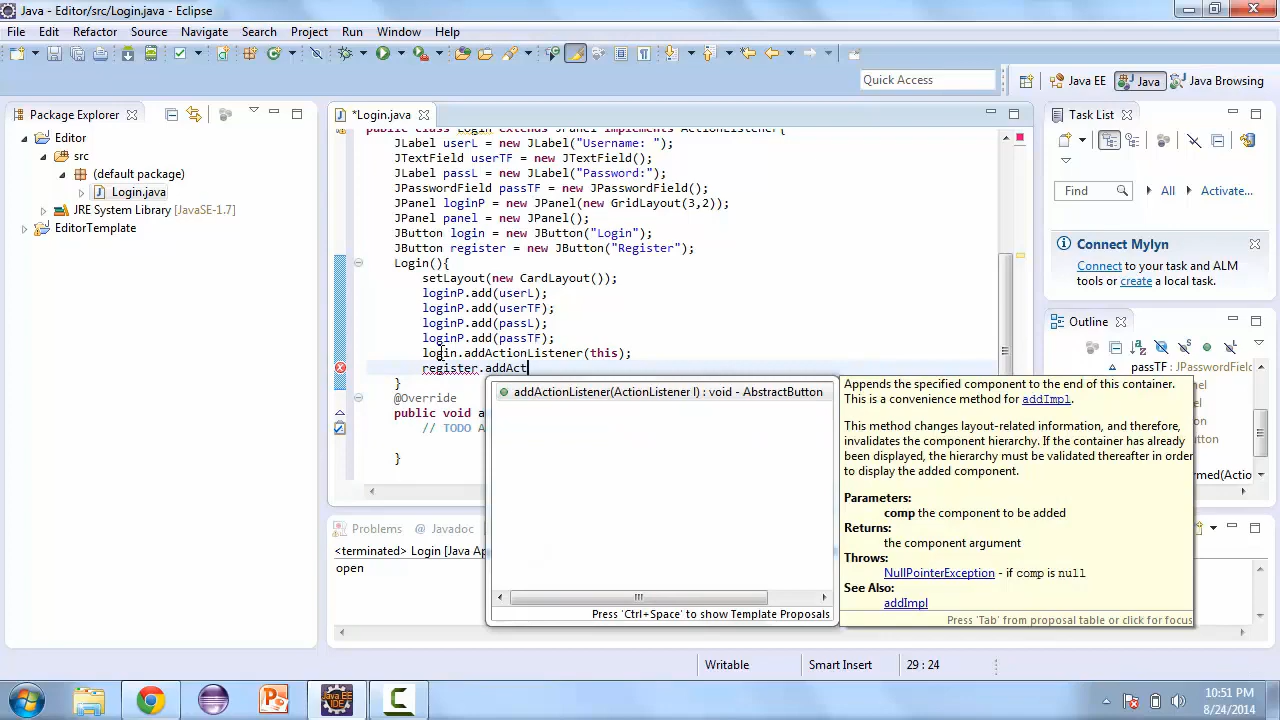 Java - Editor/src/Login.java - Eclipse
File Edit Refactor Source Navigate Search Project Run Window Help
Quick Access
Java EE
Java
Java Browsing
Package Explorer
Editor
src
(default package)
Login.java
JRE System Library [JavaSE-1.7]
EditorTemplate
*Login.java
public class Login extends JPanel implements ActionListener{
JLabel userL = new JLabel("Username: ");
JTextField userTF = new JTextField();
JLabel passL = new JLabel("Password:");
JPasswordField passTF = new JPasswordField();
JPanel loginP = new JPanel(new GridLayout(3,2));
JPanel panel = new JPanel();
JButton login = new JButton("Login");
JButton register = new JButton("Register");
Login(){
setLayout(new CardLayout());
loginP.add(userL);
loginP.add(userTF);
loginP.add(passL);
loginP.add(passTF);
login.addActionListener(this);
register.addAct
}
@Override
public void a
// TODO A
}
addActionListener(ActionListener l) : void - AbstractButton
Press 'Ctrl+Space' to show Template Proposals
Appends the specified component to the end of this container.
This is a convenience method for addImpl.
This method changes layout-related information, and therefore,
invalidates the component hierarchy. If the container has already
been displayed, the hierarchy must be validated thereafter in order
to display the added component.
Parameters:
comp the component to be added
Returns:
the component argument
Throws:
NullPointerException - if comp is null
See Also:
addImpl
Press 'Tab' from proposal table or click for focus
Task List
Find
All
Activate...
Connect Mylyn
Connect to your task and ALM
tools or create a local task.
Outline
passTF : JPasswordField
Problems
Javadoc
<terminated> Login [Java Ap
open
Writable
Smart Insert
29 : 24
10:51 PM
8/24/2014